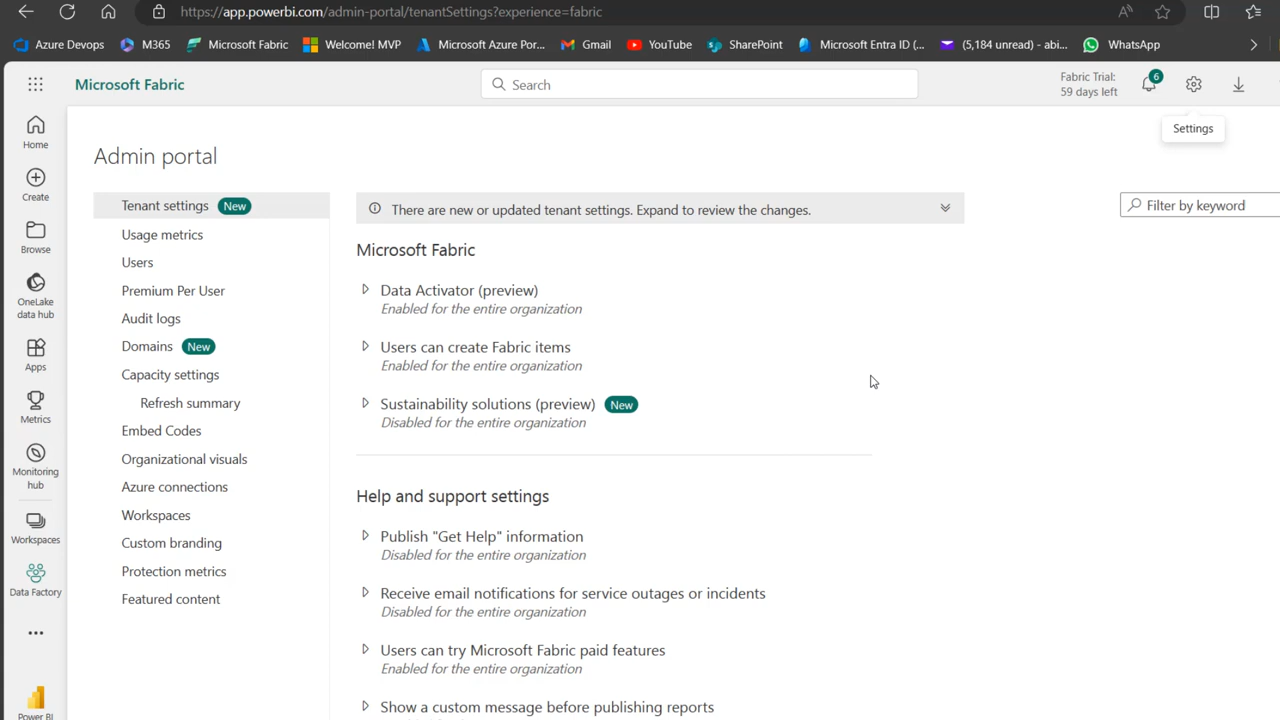 https://app.powerbi.com/admin-portal/tenantSettings?experience=fabric
Azure Devops
M365
Microsoft Fabric
Welcome! MVP
Microsoft Azure Por...
Gmail
YouTube
SharePoint
Microsoft Entra ID (...
(5,184 unread) - abi...
WhatsApp
Microsoft Fabric
Search
Fabric Trial:
59 days left
6
Settings
Home
Create
Browse
OneLake
data hub
Apps
Metrics
Monitoring
hub
Workspaces
Data Factory
Power BI
Admin portal
Tenant settings New
Usage metrics
Users
Premium Per User
Audit logs
Domains New
Capacity settings
Refresh summary
Embed Codes
Organizational visuals
Azure connections
Workspaces
Custom branding
Protection metrics
Featured content
There are new or updated tenant settings. Expand to review the changes.
Filter by keyword
Microsoft Fabric
Data Activator (preview)
Enabled for the entire organization
Users can create Fabric items
Enabled for the entire organization
Sustainability solutions (preview) New
Disabled for the entire organization
Help and support settings
Publish "Get Help" information
Disabled for the entire organization
Receive email notifications for service outages or incidents
Disabled for the entire organization
Users can try Microsoft Fabric paid features
Enabled for the entire organization
Show a custom message before publishing reports